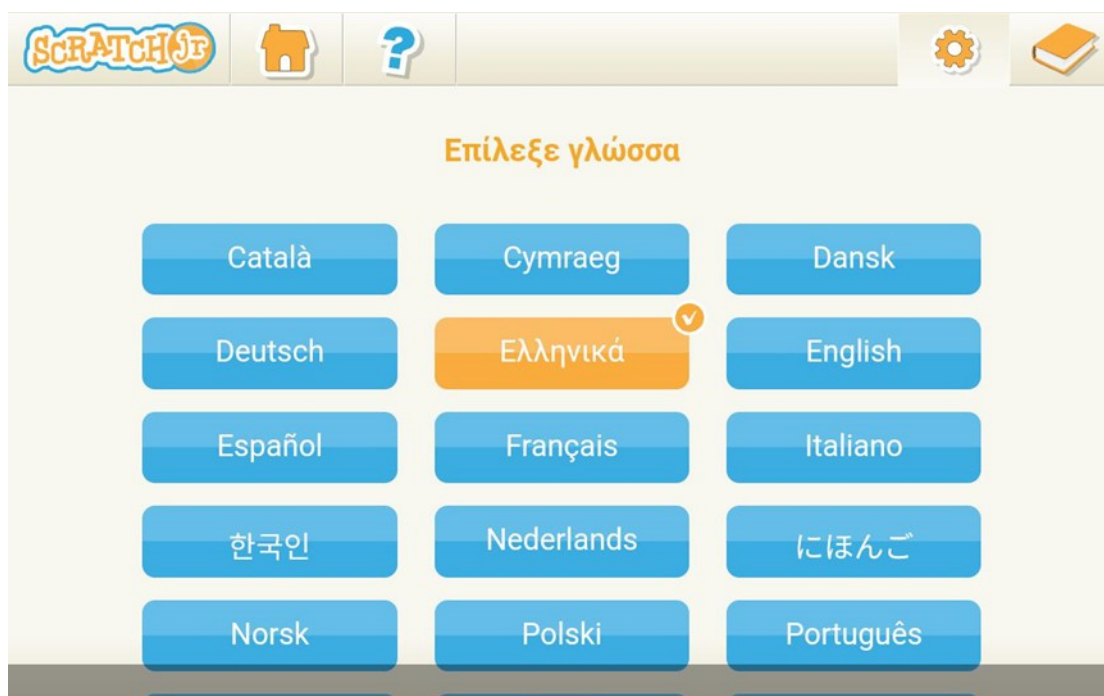 SCRATCHJr
?
Επίλεξε γλώσσα
Català
Cymraeg
Dansk
Deutsch
Ελληνικά
English
Español
Français
Italiano
한국인
Nederlands
にほんご
Norsk
Polski
Português